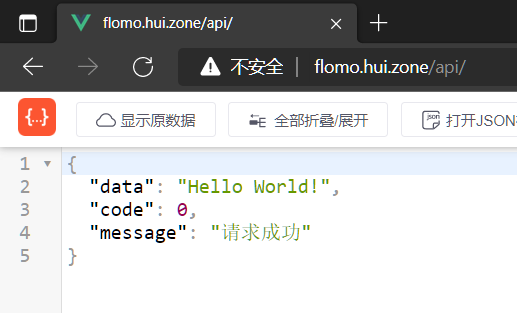 flomo.hui.zone/api/
不安全 flomo.hui.zone/api/
{...} 显示原数据 全部折叠/展开 json 打开JSON
1 {
2 "data": "Hello World!",
3 "code": 0,
4 "message": "请求成功"
5 }